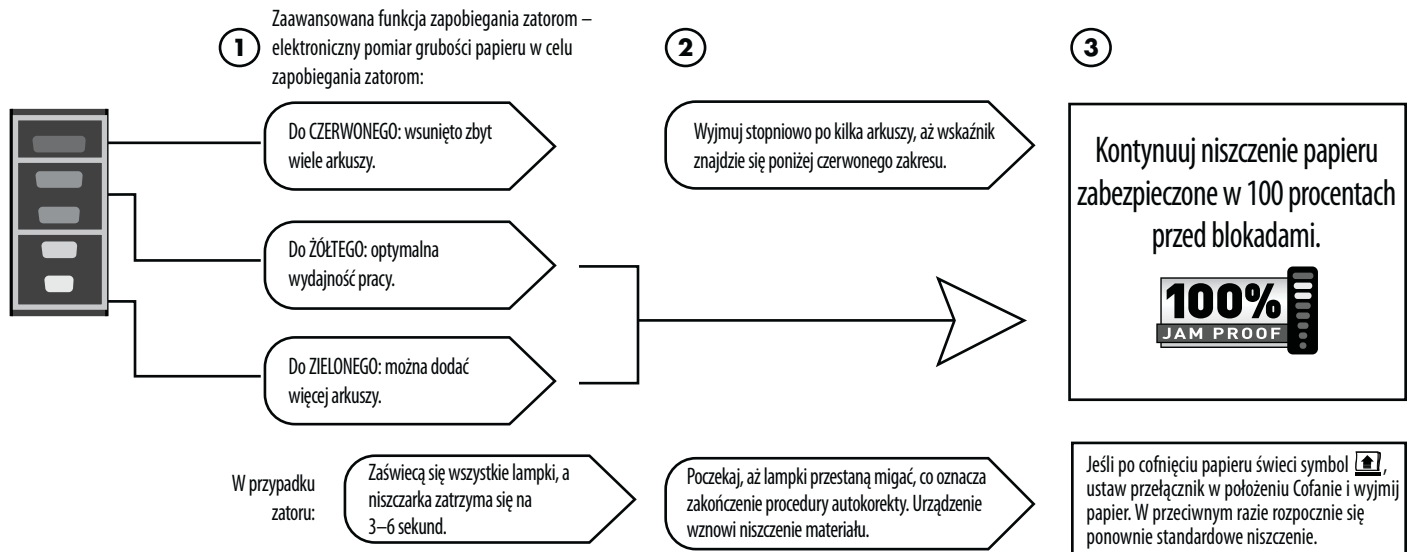 1
Zaawansowana funkcja zapobiegania zatorom –
elektroniczny pomiar grubości papieru w celu
zapobiegania zatorom:
Do CZERWONEGO: wsunięto zbyt
wiele arkuszy.
Do ŻÓŁTEGO: optymalna
wydajność pracy.
Do ZIELONEGO: można dodać
więcej arkuszy.
2
Wyjmuj stopniowo po kilka arkuszy, aż wskaźnik
znajdzie się poniżej czerwonego zakresu.
3
Kontynuuj niszczenie papieru
zabezpieczone w 100 procentach
przed blokadami.
100%
JAM PROOF
W przypadku
zatoru:
Zaświecą się wszystkie lampki, a
niszczarka zatrzyma się na
3–6 sekund.
Poczekaj, aż lampki przestaną migać, co oznacza
zakończenie procedury autokorekty. Urządzenie
wznowi niszczenie materiału.
Jeśli po cofnięciu papieru świeci symbol ,
ustaw przełącznik w położeniu Cofanie i wyjmij
papier. W przeciwnym razie rozpocznie się
ponownie standardowe niszczenie.